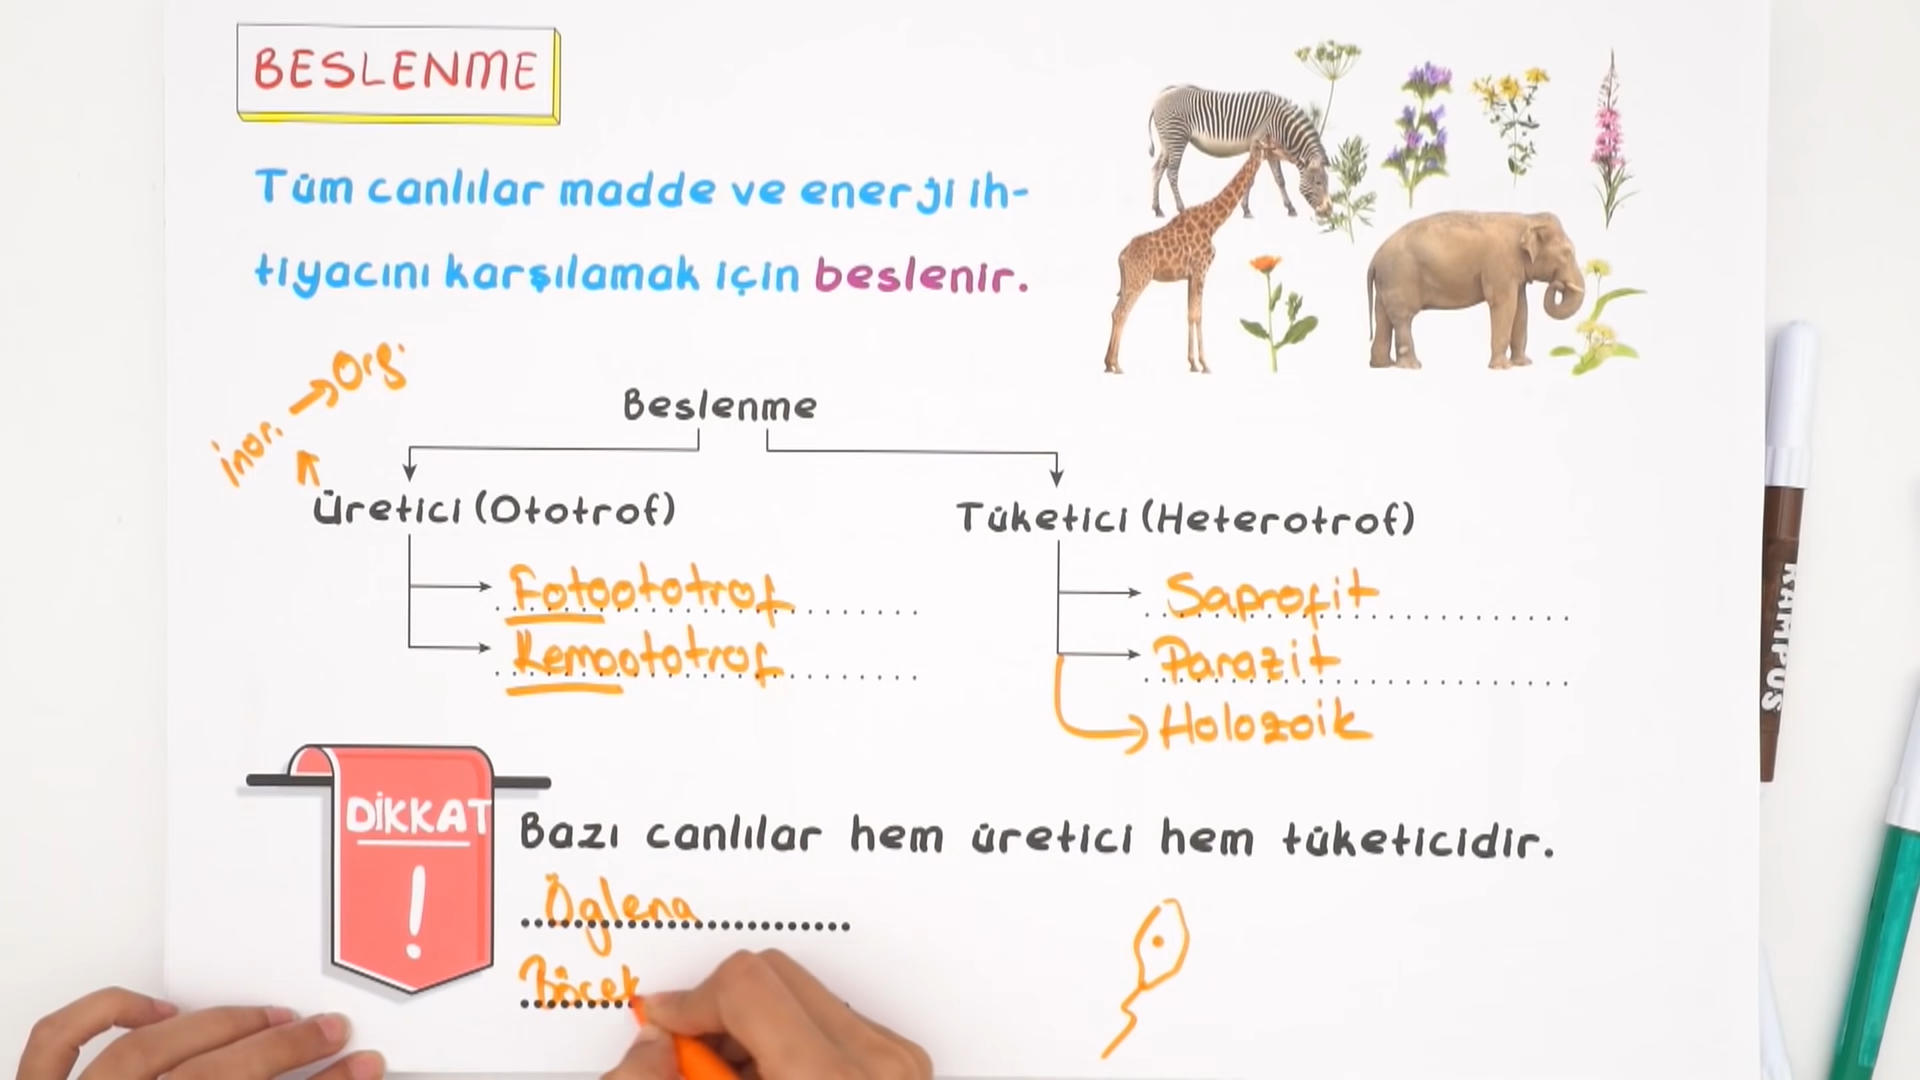 BESLENME
Tüm canlılar madde ve enerji ih-
tiyacını karşılamak için beslenir.
inor. → Org.
Beslenme
Üretici (Ototrof)
Tüketici (Heterotrof)
Fotoototrof
Kemoototrof
Saprofit
Parazit
Holozoik
DİKKAT
!
Bazı canlılar hem üretici hem tüketicidir.
Öglena
Böcek
KAMPÜS